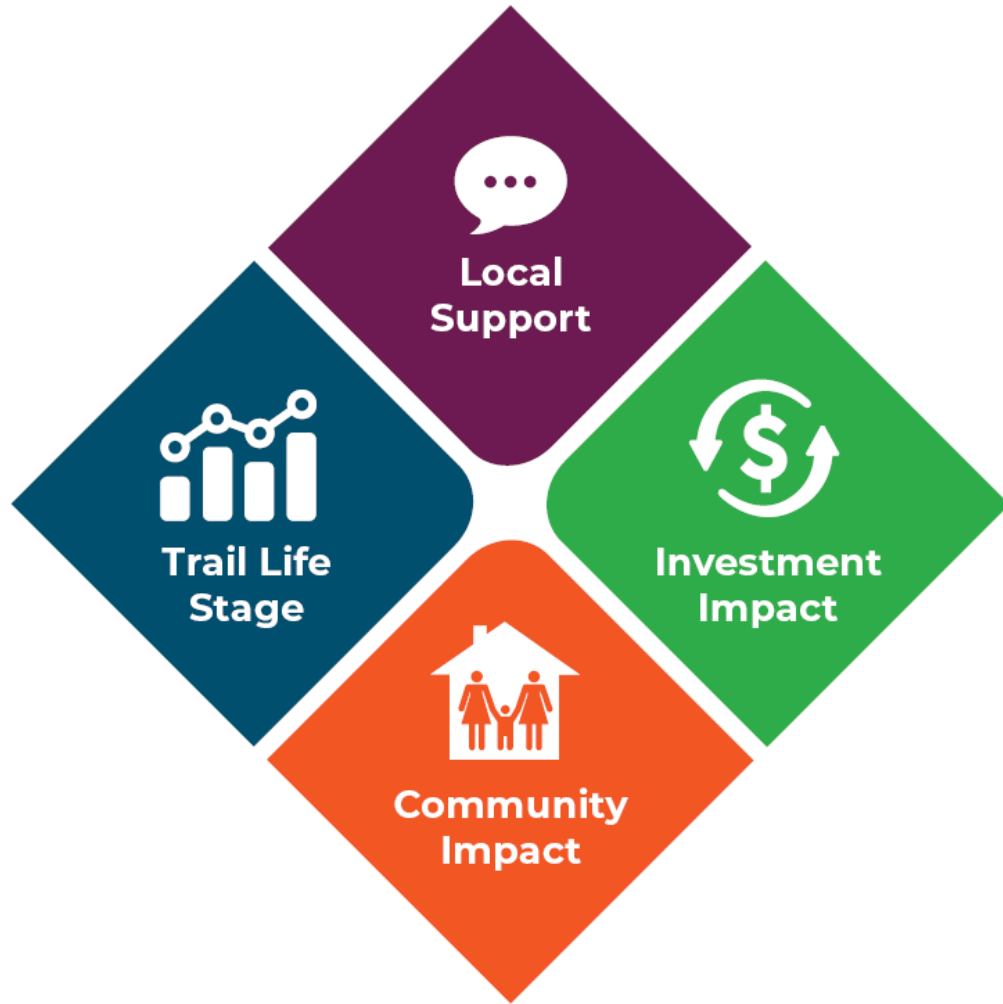 Local
Support
Trail Life
Stage
Investment
Impact
Community
Impact